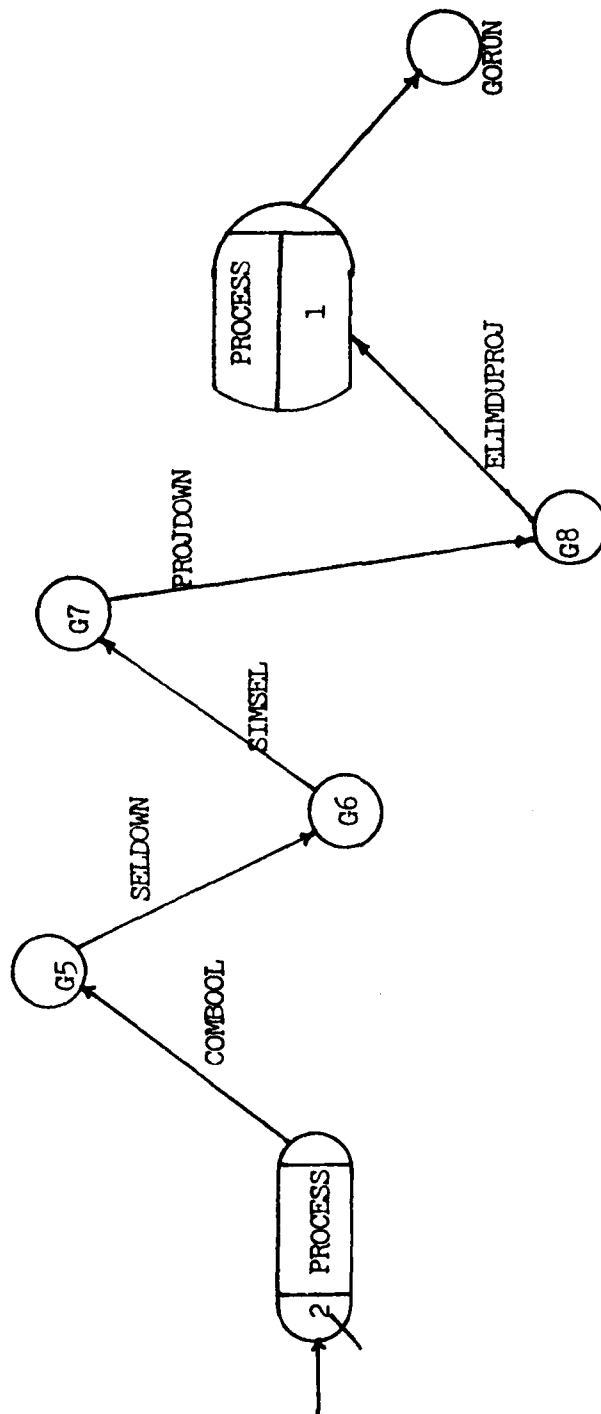 2
PROCESS
COMBOOL
G5
SELDOWN
G6
SIMSEL
G7
PROJDOWN
G8
ELIMDUPROJ
PROCESS
1
GORUN